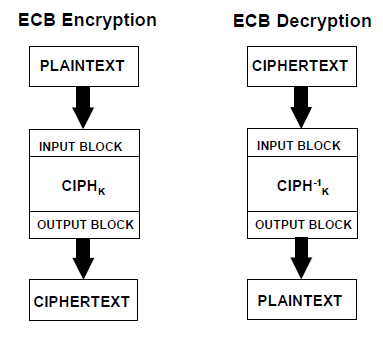 ECB Encryption
PLAINTEXT
INPUT BLOCK
CIPHK
OUTPUT BLOCK
CIPHERTEXT
ECB Decryption
CIPHERTEXT
INPUT BLOCK
CIPH-1K
OUTPUT BLOCK
PLAINTEXT